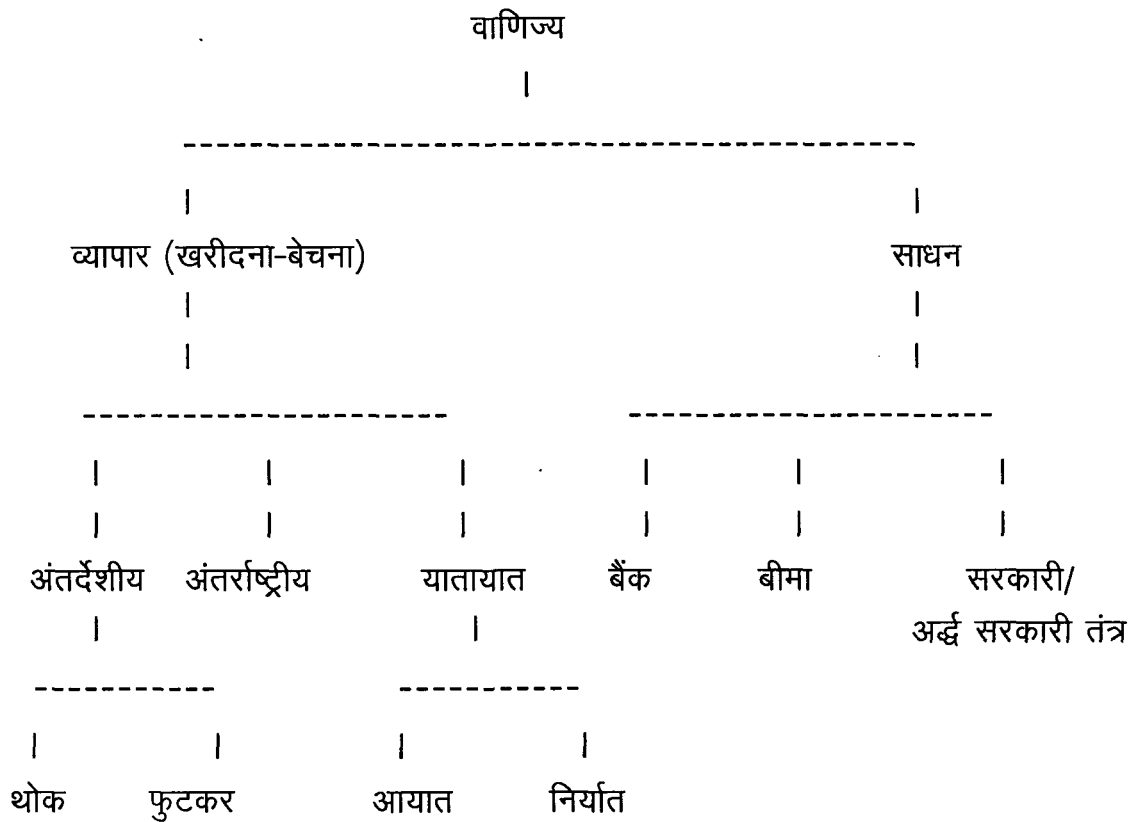 वाणिज्य
व्यापार (खरीदना-बेचना) साधन
अंतर्देशीय अंतर्राष्ट्रीय यातायात बैंक बीमा सरकारी/
अर्द्ध सरकारी तंत्र
थोक फुटकर आयात निर्यात